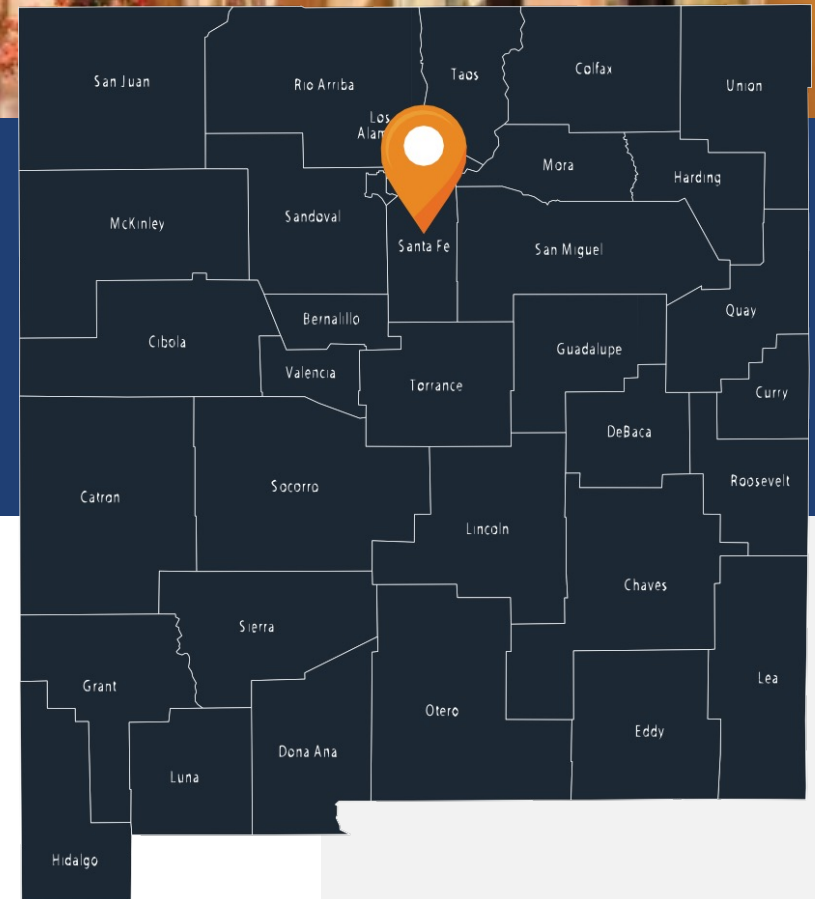 San Juan
Rio Arriba
Taos
Colfax
Union
Los
Mora
Harding
McKinley
Sandoval
Santa Fe
San Miguel
Bernalillo
Quay
Cibola
Guadalupe
Valencia
Torrance
Curry
DeBaca
Catron
Socorro
Roosevelt
Lincoln
Chaves
Sierra
Grant
Lea
Otero
Eddy
Dona Ana
Luna
Hidalgo